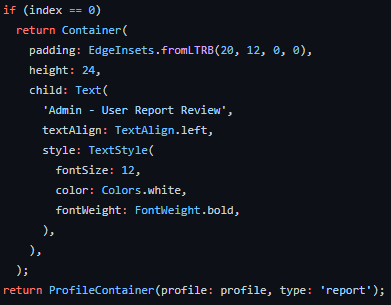 if (index == 0)
  return Container(
    padding: EdgeInsets.fromLTRB(20, 12, 0, 0),
    height: 24,
    child: Text(
      'Admin - User Report Review',
      textAlign: TextAlign.left,
      style: TextStyle(
        fontSize: 12,
        color: Colors.white,
        fontWeight: FontWeight.bold,
      ),
    ),
  );
return ProfileContainer(profile: profile, type: 'report');